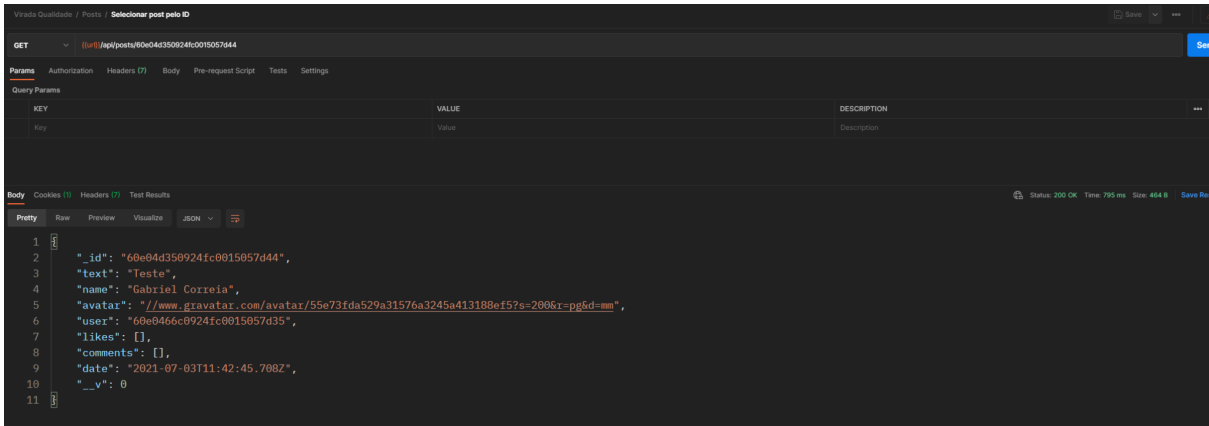 Virada Qualidade / Posts / Selecionar post pelo ID
Save
GET {{url}}/api/posts/60e04d350924fc0015057d44
Params Authorization Headers (7) Body Pre-request Script Tests Settings
Query Params
KEY VALUE DESCRIPTION
Key Value Description
Body Cookies (1) Headers (7) Test Results Status: 200 OK Time: 795 ms Size: 464 B Save Re
Pretty Raw Preview Visualize JSON
1 {
2 "_id": "60e04d350924fc0015057d44",
3 "text": "Teste",
4 "name": "Gabriel Correia",
5 "avatar": "//www.gravatar.com/avatar/55e73fda529a31576a3245a413188ef5?s=200&r=pg&d=mm",
6 "user": "60e0466c0924fc0015057d35",
7 "likes": [],
8 "comments": [],
9 "date": "2021-07-03T11:42:45.708Z",
10 "__v": 0
11 }